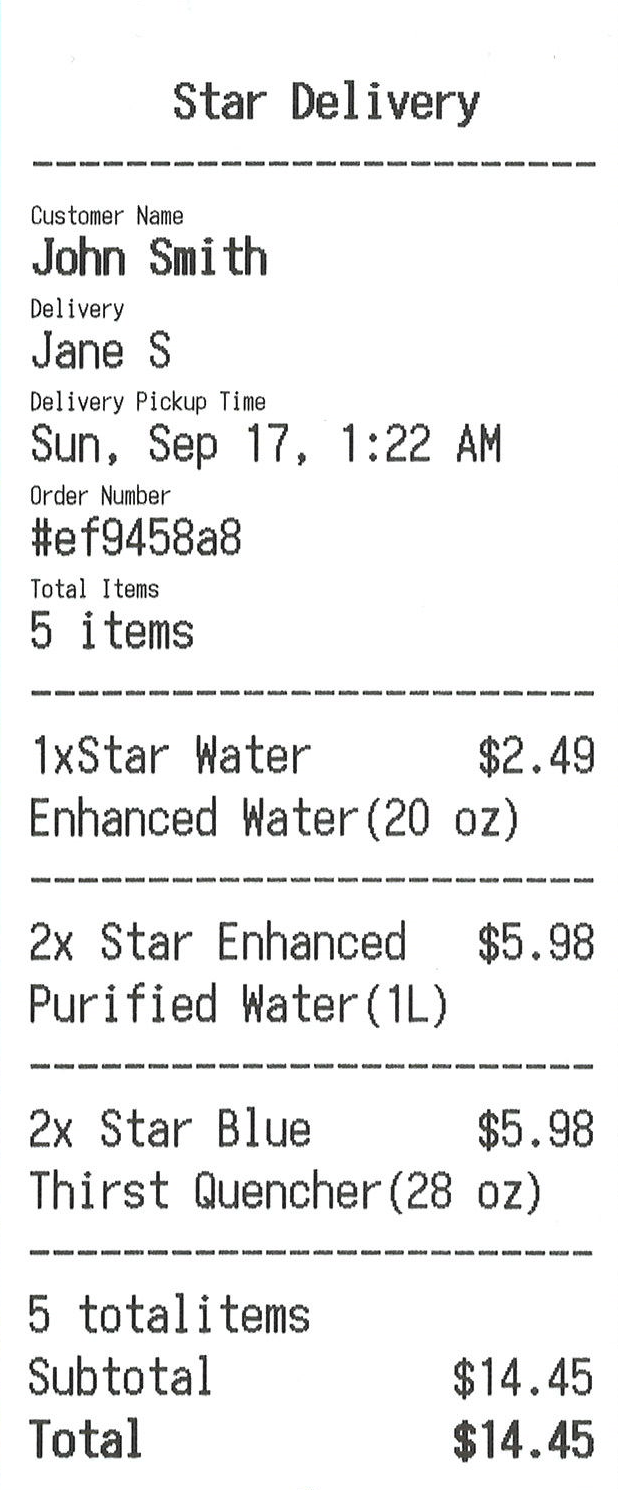 Star Delivery
Customer Name
John Smith
Delivery
Jane S
Delivery Pickup Time
Sun, Sep 17, 1:22 AM
Order Number
#ef9458a8
Total Items
5 items
1xStar Water $2.49
Enhanced Water(20 oz)
2x Star Enhanced $5.98
Purified Water(1L)
2x Star Blue $5.98
Thirst Quencher(28 oz)
5 totalitems
Subtotal $14.45
Total $14.45